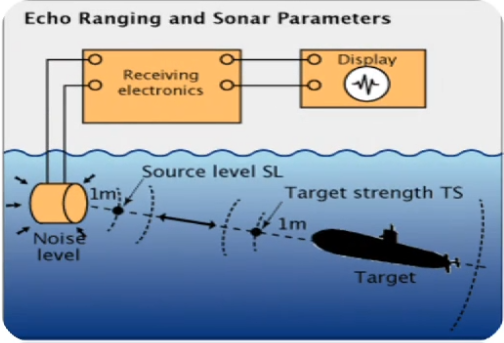 Echo Ranging and Sonar Parameters
Receiving
electronics
Display
Source level SL
1m
Target strength TS
1m
Noise
level
Target